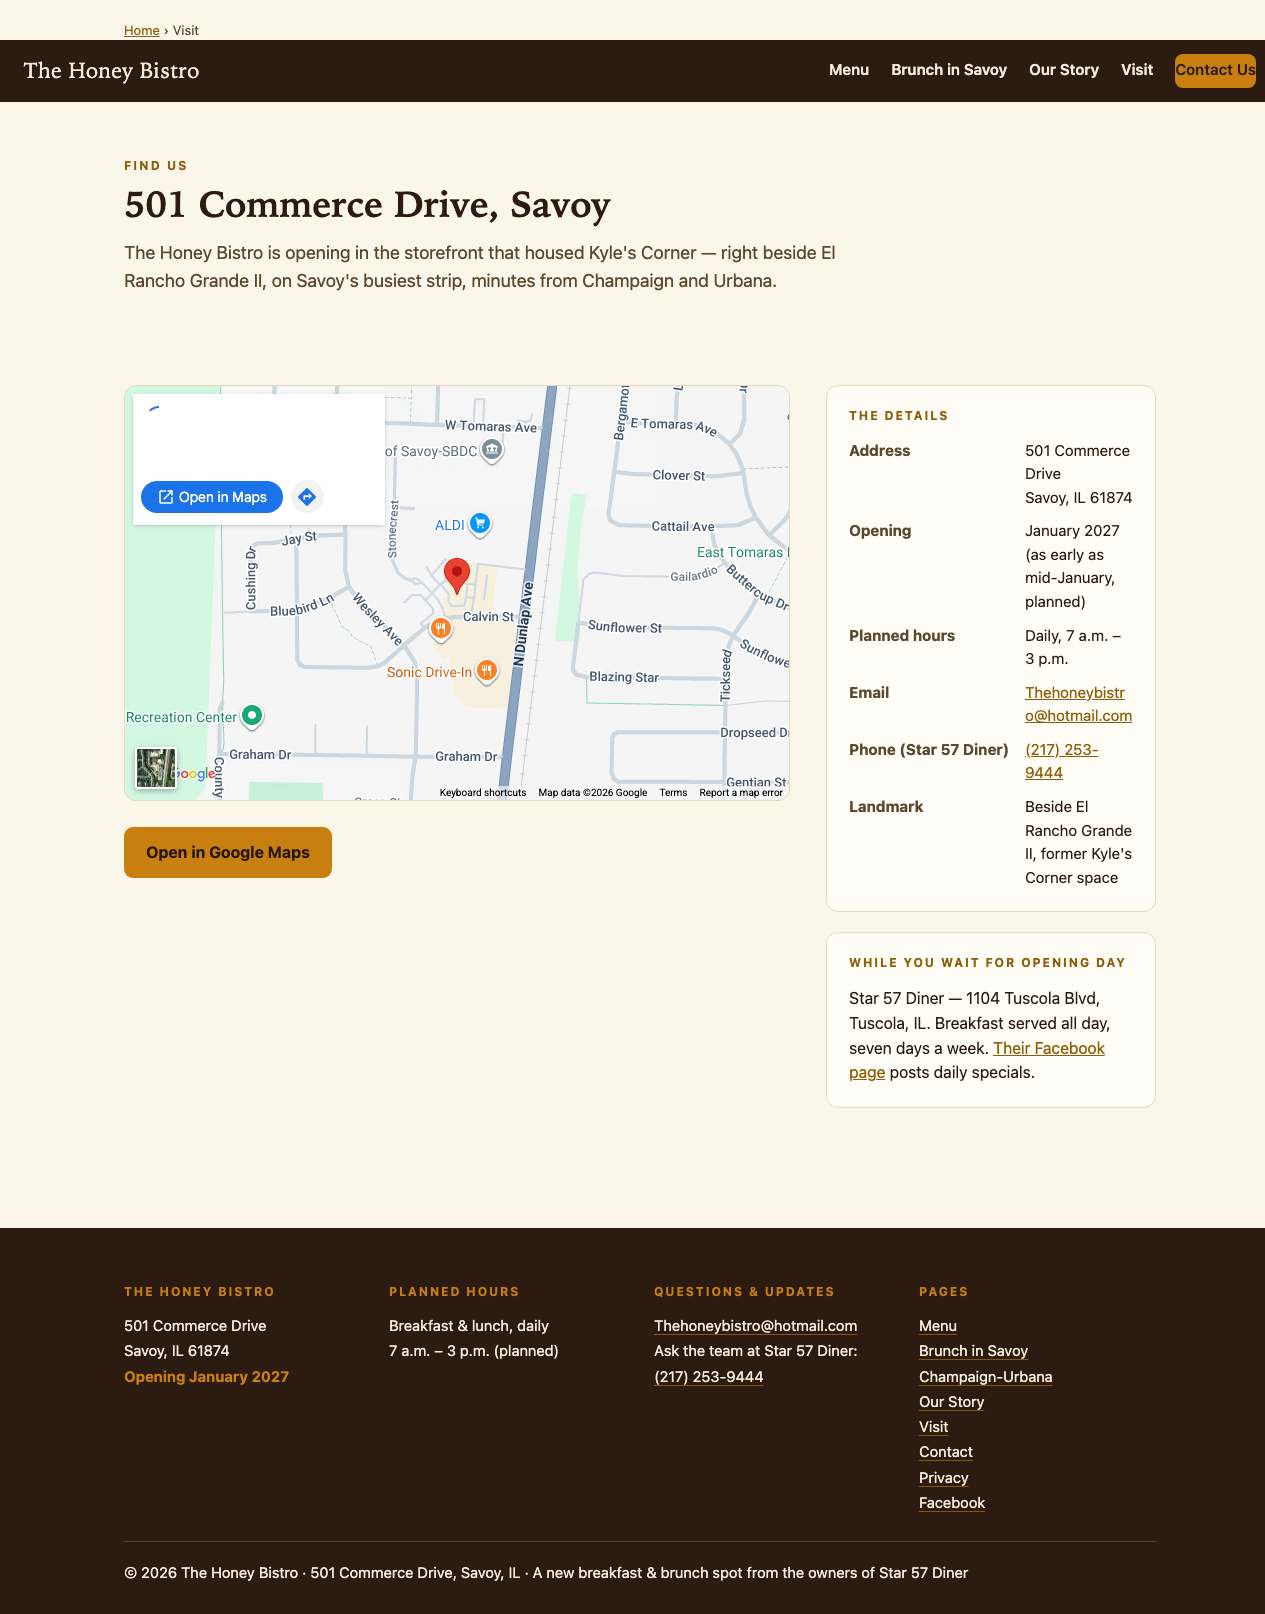 Home › Visit
The Honey Bistro
Menu Brunch in Savoy Our Story Visit Contact Us
FIND US
501 Commerce Drive, Savoy
The Honey Bistro is opening in the storefront that housed Kyle's Corner — right beside El
Rancho Grande II, on Savoy's busiest strip, minutes from Champaign and Urbana.
Open in Maps
W Tomaras Ave
E Tomaras Ave
Bergamot
of Savoy-SBDC
Clover St
Stonecrest
ALDI
Cattail Ave
East Tomaras
Jay St
Gailardio
Buttercup Dr
Cushing Dr
Bluebird Ln
Wesley Ave
Calvin St
N Dunlap Ave
Sunflower St
Sunflowe
Sonic Drive-In
Blazing Star
Tickseed
Recreation Center
Graham Dr
Graham Dr
Dropseed D
County
Gentian St
Google
Keyboard shortcuts Map data ©2026 Google Terms Report a map error
Open in Google Maps
THE DETAILS
Address 501 Commerce
Drive
Savoy, IL 61874
Opening January 2027
(as early as
mid-January,
planned)
Planned hours Daily, 7 a.m. –
3 p.m.
Email Thehoneybistr
o@hotmail.com
Phone (Star 57 Diner) (217) 253-
9444
Landmark Beside El
Rancho Grande
II, former Kyle's
Corner space
WHILE YOU WAIT FOR OPENING DAY
Star 57 Diner — 1104 Tuscola Blvd,
Tuscola, IL. Breakfast served all day,
seven days a week. Their Facebook
page posts daily specials.
THE HONEY BISTRO
501 Commerce Drive
Savoy, IL 61874
Opening January 2027
PLANNED HOURS
Breakfast & lunch, daily
7 a.m. – 3 p.m. (planned)
QUESTIONS & UPDATES
Thehoneybistro@hotmail.com
Ask the team at Star 57 Diner:
(217) 253-9444
PAGES
Menu
Brunch in Savoy
Champaign-Urbana
Our Story
Visit
Contact
Privacy
Facebook
© 2026 The Honey Bistro · 501 Commerce Drive, Savoy, IL · A new breakfast & brunch spot from the owners of Star 57 Diner